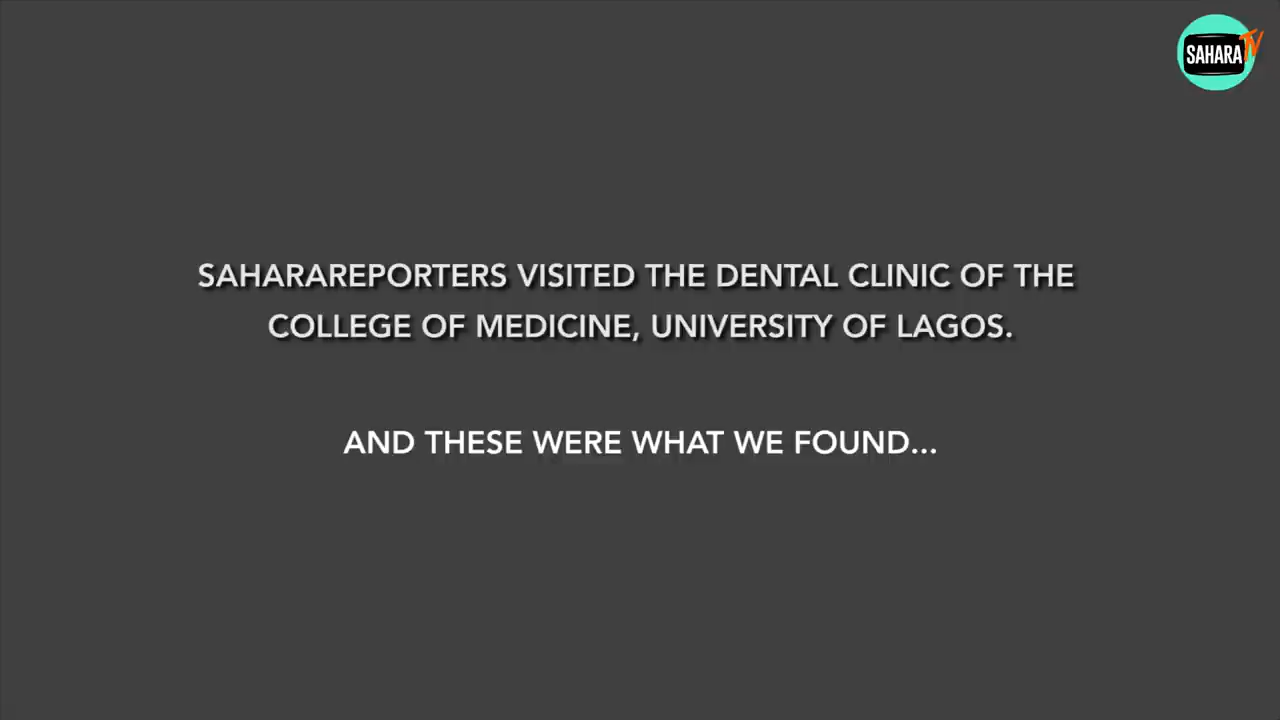 SAHARA TV
SAHARAREPORTERS VISITED THE DENTAL CLINIC OF THE
COLLEGE OF MEDICINE, UNIVERSITY OF LAGOS.
AND THESE WERE WHAT WE FOUND...